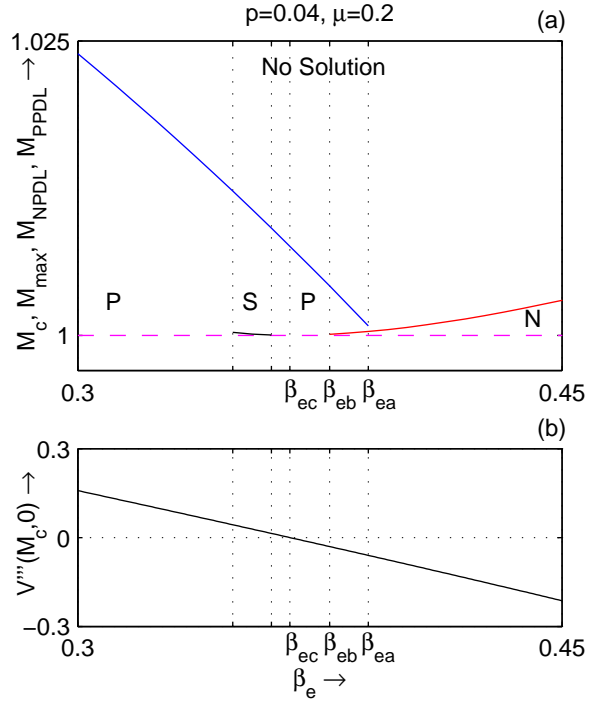 p=0.04, μ=0.2
(a)
1.025
No Solution
M_c, M_max, M_NPDL, M_PPDL →
P
S
P
N
1
0.3
β_ec
β_eb
β_ea
0.45
(b)
0.3
V'''(M_c,0) →
0
−0.3
0.3
β_ec
β_eb
β_ea
0.45
β_e →